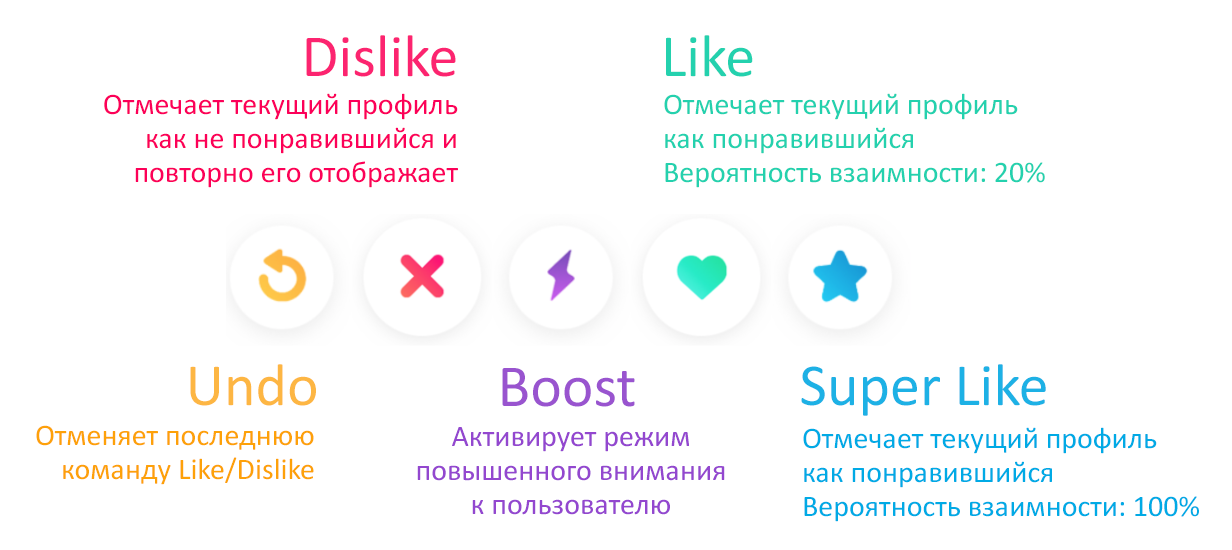 Dislike
Отмечает текущий профиль
как не понравившийся и
повторно его отображает
Like
Отмечает текущий профиль
как понравившийся
Вероятность взаимности: 20%
Undo
Отменяет последнюю
команду Like/Dislike
Boost
Активирует режим
повышенного внимания
к пользователю
Super Like
Отмечает текущий профиль
как понравившийся
Вероятность взаимности: 100%